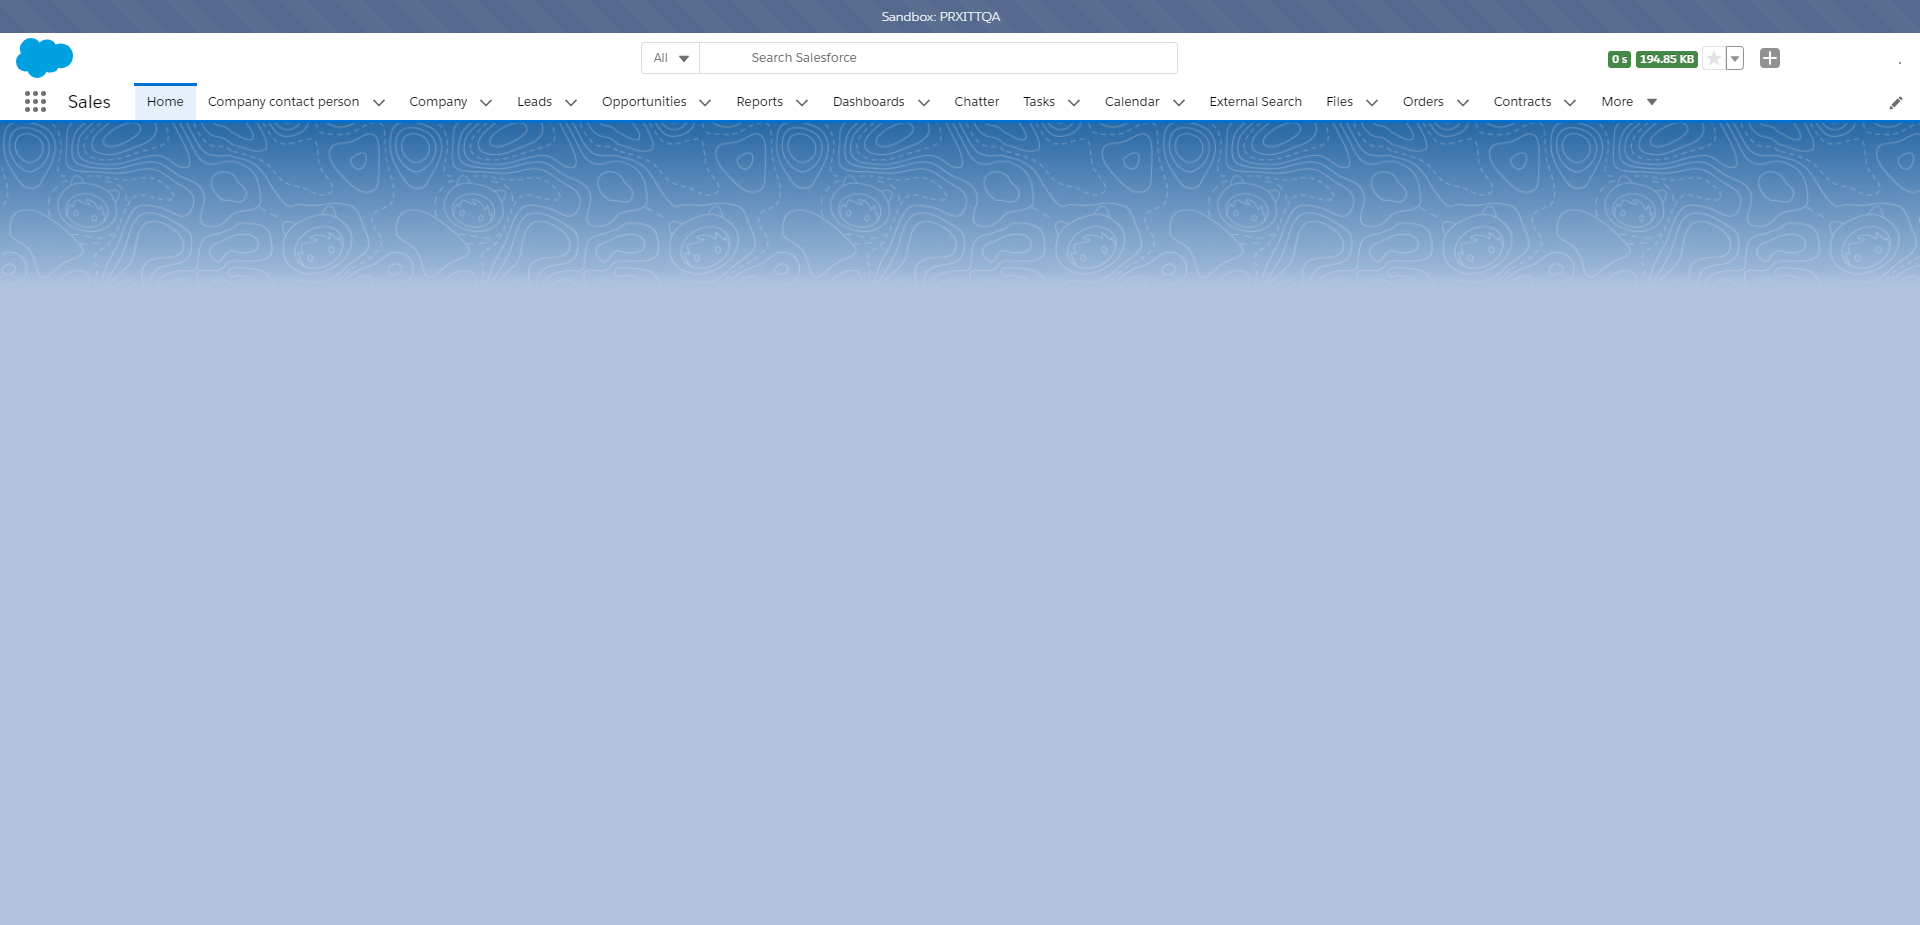 Sandbox: PRXITTQA
All Search Salesforce 0 s 194.85 KB
Sales Home Company contact person Company Leads Opportunities Reports Dashboards Chatter Tasks Calendar External Search Files Orders Contracts More